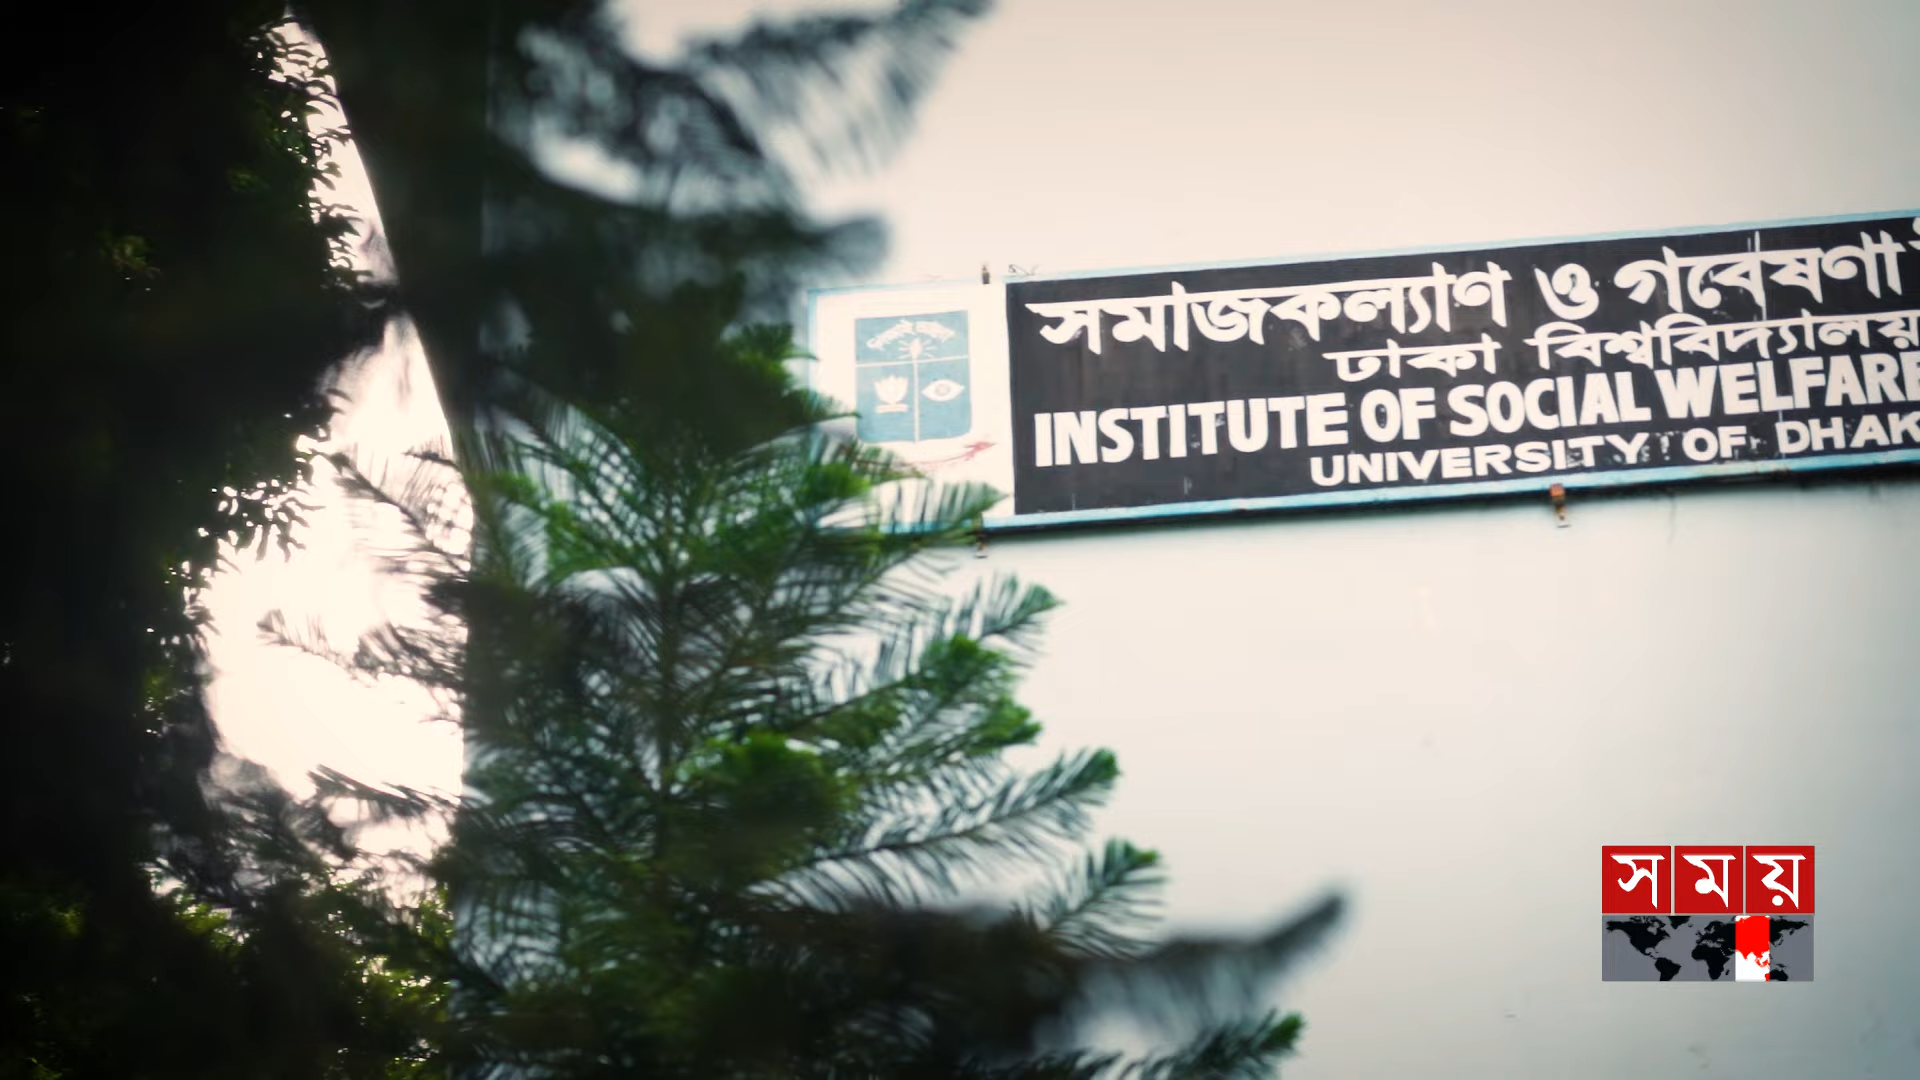 সমাজকল্যাণ ও গবেষণা
ঢাকা বিশ্ববিদ্যালয়
INSTITUTE OF SOCIAL WELFARE
UNIVERSITY OF DHAK
সময়